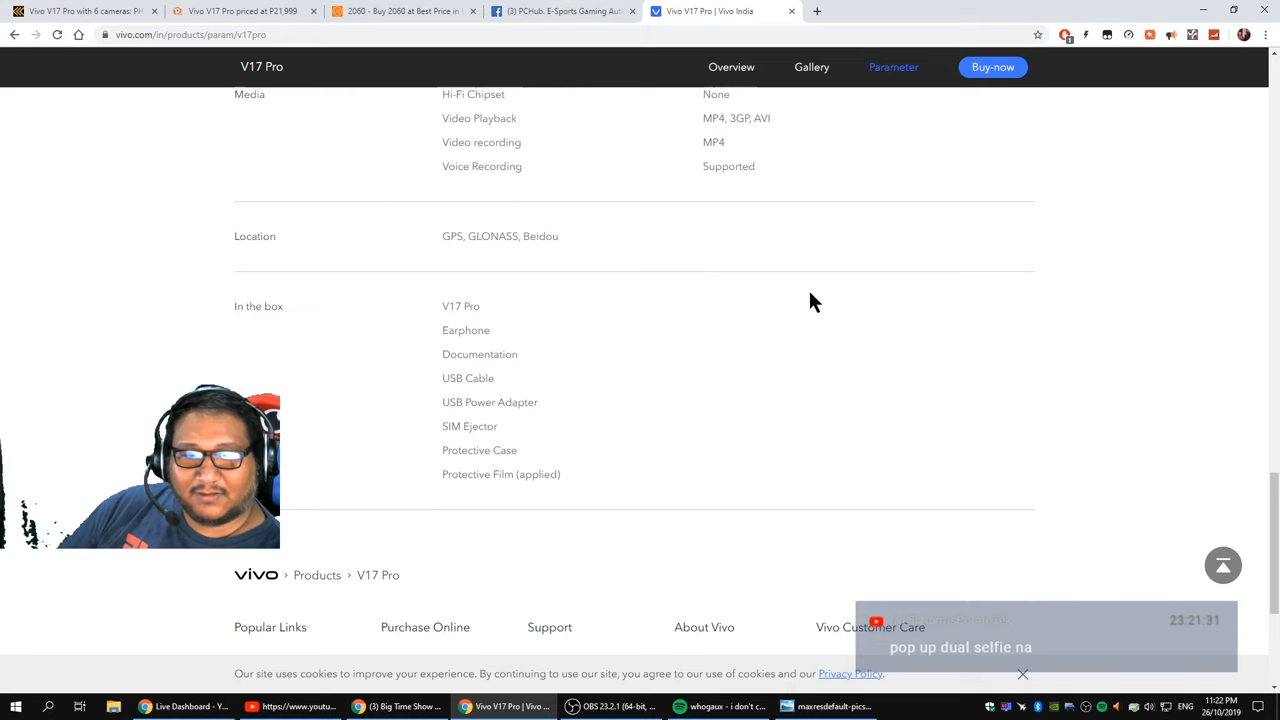 Vivo V17 Pro with 6 cameras: PH
Vivo V17 Pro priced at P21,999
2060 - Buy 2060 at Best Price in
(3) PCHub. E-Sports Gaming Aut
Vivo V17 Pro | Vivo India
vivo.com/in/products/param/v17pro
1
V17 Pro
Overview
Gallery
Parameter
Buy-now
Media
Hi-Fi Chipset
None
Video Playback
MP4, 3GP, AVI
Video recording
MP4
Voice Recording
Supported
Location
GPS, GLONASS, Beidou
In the box
V17 Pro
Earphone
Documentation
USB Cable
USB Power Adapter
SIM Ejector
Protective Case
Protective Film (applied)
vivo › Products › V17 Pro
Popular Links
Purchase Online
Support
About Vivo
Vivo Customer Care
23:21:31
pop up dual selfie na
Our site uses cookies to improve your experience. By continuing to use our site, you agree to our use of cookies and our Privacy Policy.
Live Dashboard - Y...
https://www.youtu...
(3) Big Time Show ...
Vivo V17 Pro | Vivo ...
OBS 23.2.1 (64-bit, ...
whogaux - i don't c...
maxresdefault-pics...
ENG
11:22 PM
26/10/2019